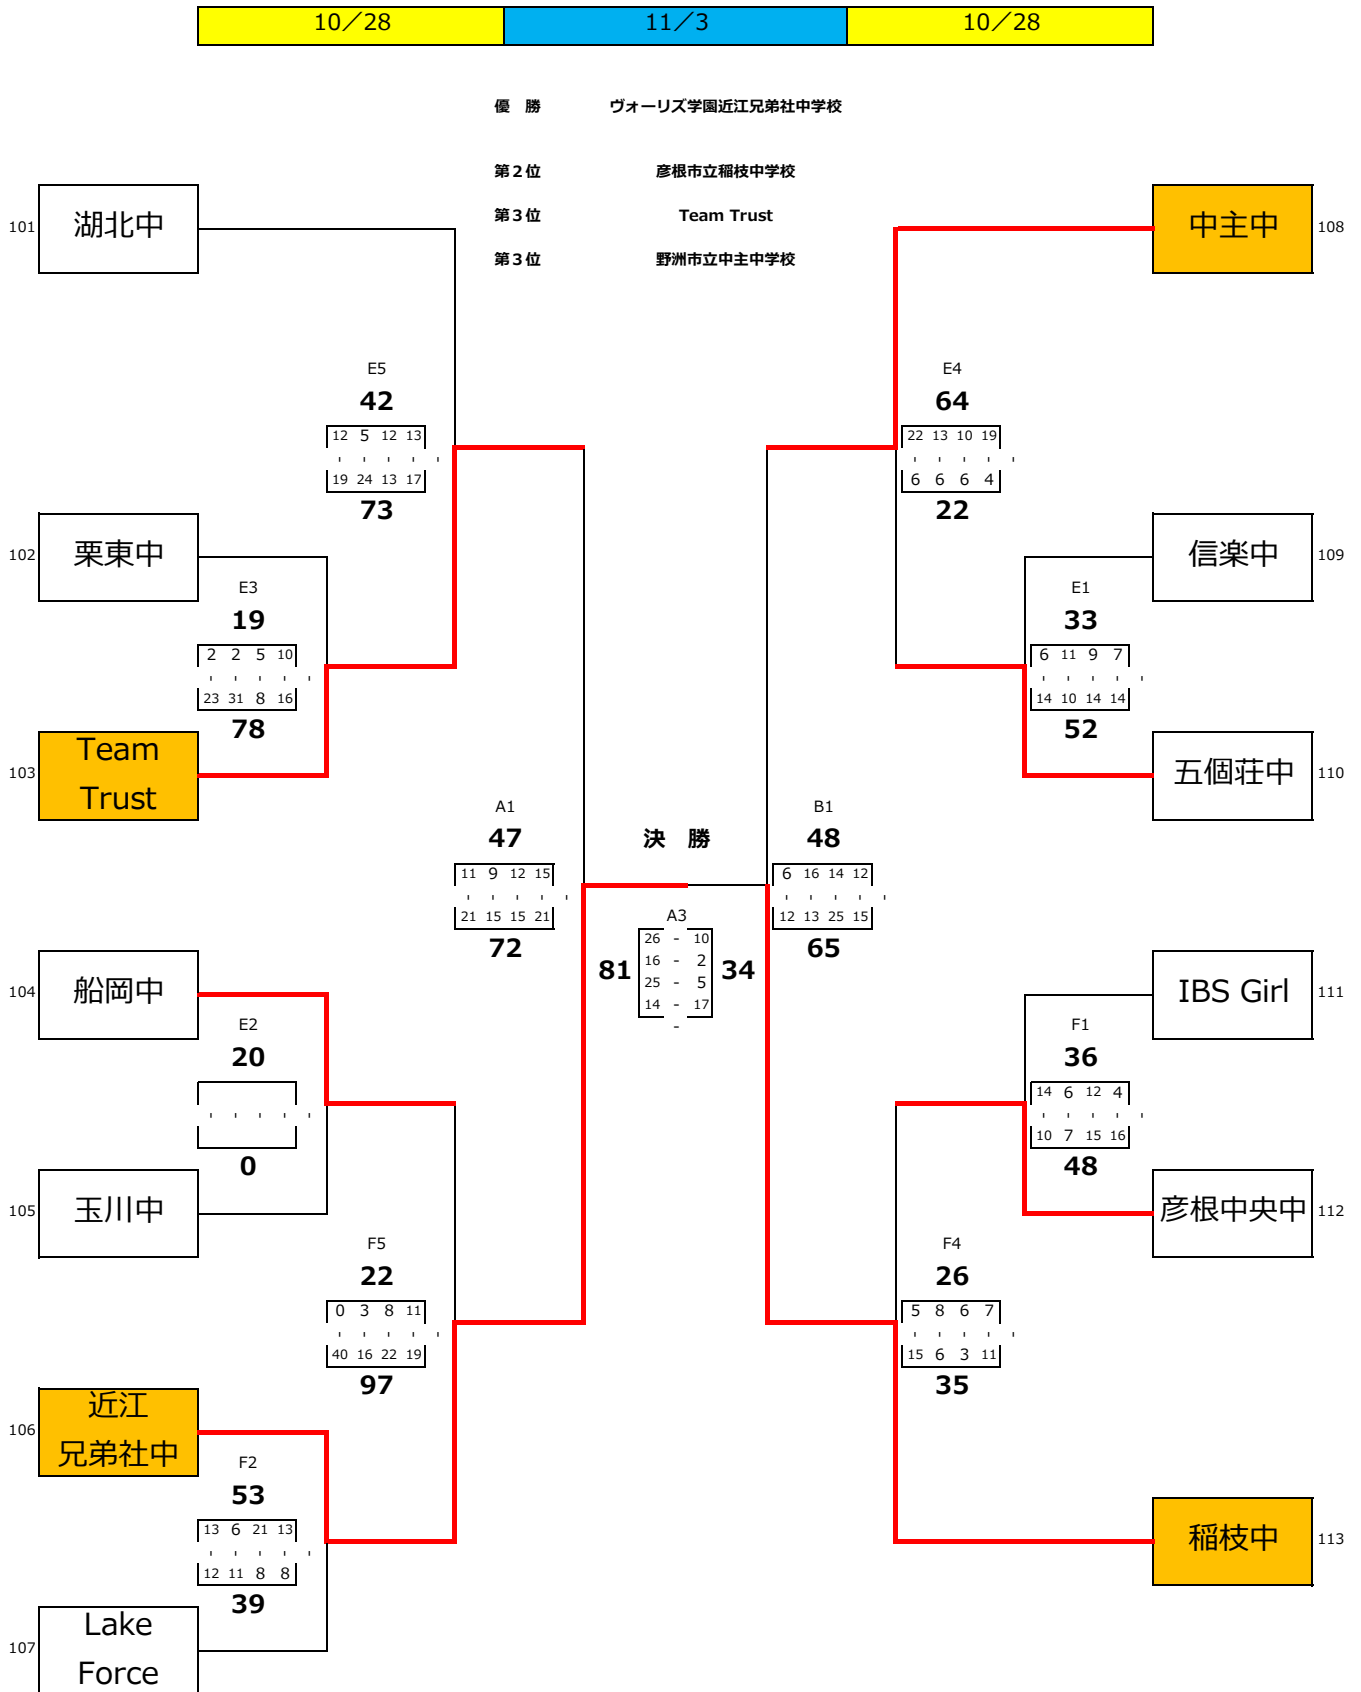 10／28 11／3 10／28
優　勝 ヴォーリズ学園近江兄弟社中学校
第２位 彦根市立稲枝中学校
第３位 Team Trust
第３位 野洲市立中主中学校
101 湖北中
中主中 108
E5
42
12 5 12 13
- - - - -
19 24 13 17
73
E4
64
22 13 10 19
- - - - -
6 6 6 4
22
102 栗東中
信楽中 109
E3
19
2 2 5 10
- - - - -
23 31 8 16
78
E1
33
6 11 9 7
- - - - -
14 10 14 14
52
103 Team
Trust
五個荘中 110
A1
47
11 9 12 15
- - - - -
21 15 15 21
72
決　勝
A3
81
26 - 10
16 - 2
25 - 5
14 - 17
-
34
B1
48
6 16 14 12
- - - - -
12 13 25 15
65
104 船岡中
IBS Girl 111
E2
20
- - - - -
0
F1
36
14 6 12 4
- - - - -
10 7 15 16
48
105 玉川中
彦根中央中 112
F5
22
0 3 8 11
- - - - -
40 16 22 19
97
F4
26
5 8 6 7
- - - - -
15 6 3 11
35
106 近江
兄弟社中
F2
53
13 6 21 13
- - - - -
12 11 8 8
39
稲枝中 113
107 Lake
Force